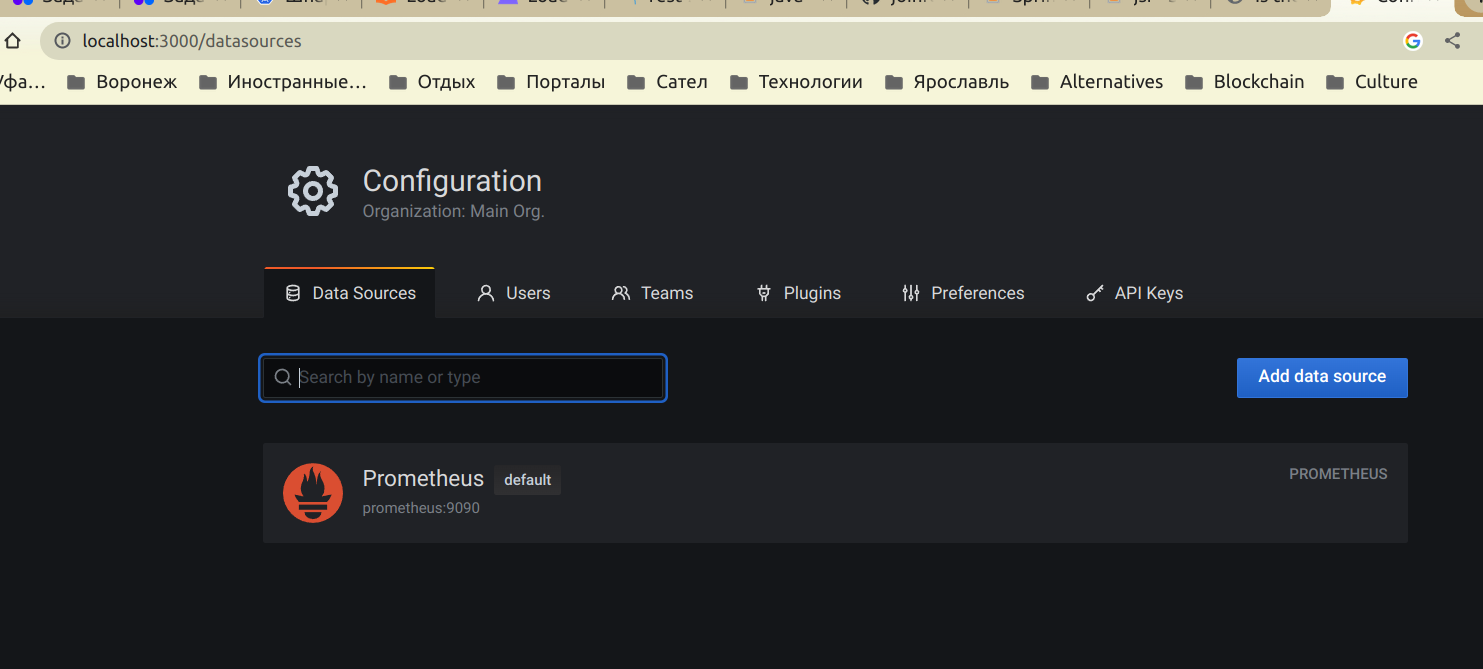 localhost:3000/datasources
Воронеж Иностранные... Отдых Порталы Сател Технологии Ярославль Alternatives Blockchain Culture
Configuration
Organization: Main Org.
Data Sources Users Teams Plugins Preferences API Keys
Search by name or type Add data source
Prometheus default PROMETHEUS
prometheus:9090